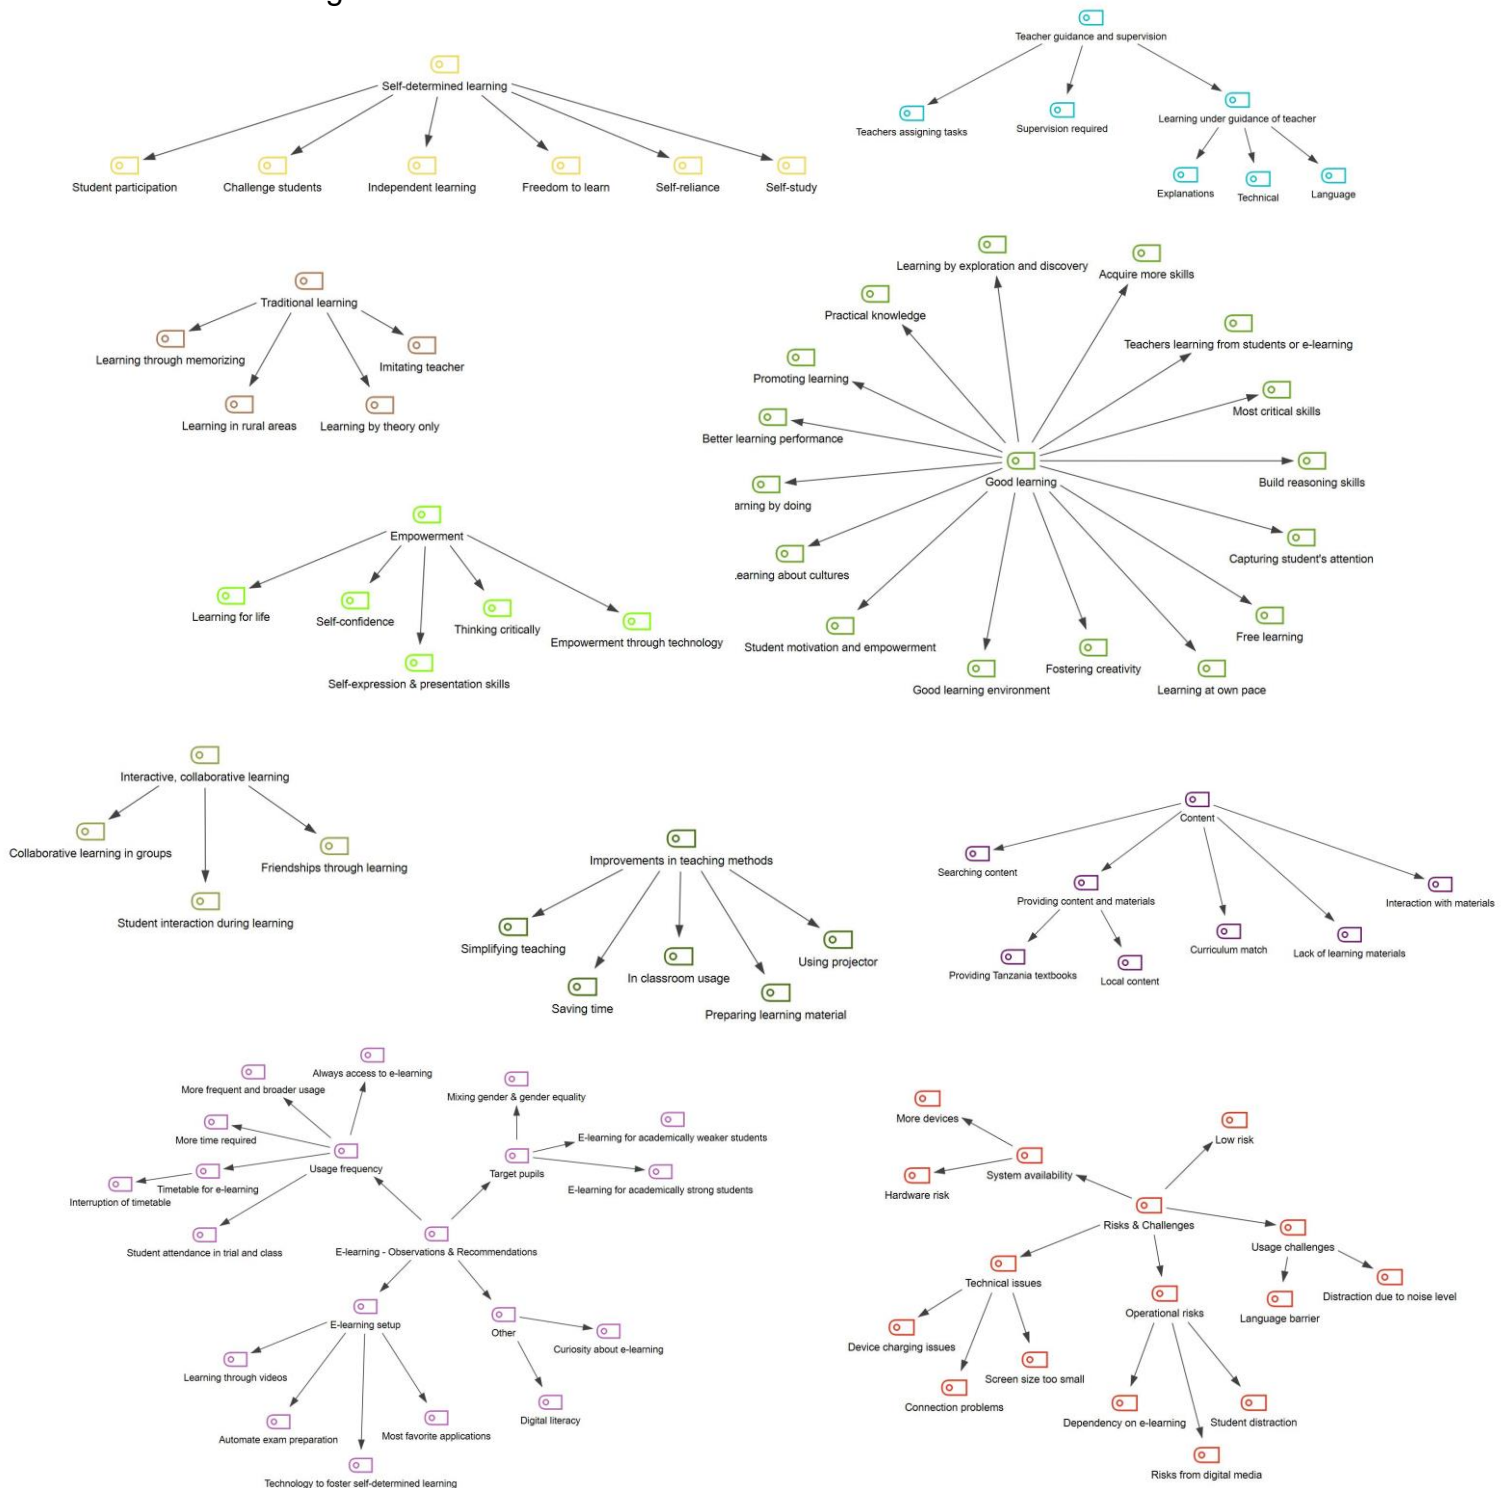 Teacher guidance and supervision
Teachers assigning tasks
Supervision required
Learning under guidance of teacher
Explanations
Technical
Language
Self-determined learning
Student participation
Challenge students
Independent learning
Freedom to learn
Self-reliance
Self-study
Traditional learning
Learning through memorizing
Imitating teacher
Learning in rural areas
Learning by theory only
Learning by exploration and discovery
Acquire more skills
Practical knowledge
Teachers learning from students or e-learning
Promoting learning
Most critical skills
Better learning performance
Good learning
Build reasoning skills
arning by doing
Capturing student's attention
earning about cultures
Free learning
Student motivation and empowerment
Fostering creativity
Good learning environment
Learning at own pace
Empowerment
Learning for life
Self-confidence
Thinking critically
Empowerment through technology
Self-expression & presentation skills
Interactive, collaborative learning
Collaborative learning in groups
Friendships through learning
Student interaction during learning
Improvements in teaching methods
Simplifying teaching
Using projector
In classroom usage
Saving time
Preparing learning material
Content
Searching content
Providing content and materials
Interaction with materials
Curriculum match
Lack of learning materials
Providing Tanzania textbooks
Local content
Always access to e-learning
More frequent and broader usage
Mixing gender & gender equality
More time required
E-learning for academically weaker students
Usage frequency
Target pupils
Timetable for e-learning
E-learning for academically strong students
Interruption of timetable
Student attendance in trial and class
E-learning - Observations & Recommendations
E-learning setup
Other
Curiosity about e-learning
Learning through videos
Digital literacy
Automate exam preparation
Most favorite applications
Technology to foster self-determined learning
More devices
Low risk
System availability
Hardware risk
Risks & Challenges
Usage challenges
Technical issues
Distraction due to noise level
Operational risks
Language barrier
Device charging issues
Screen size too small
Connection problems
Dependency on e-learning
Student distraction
Risks from digital media